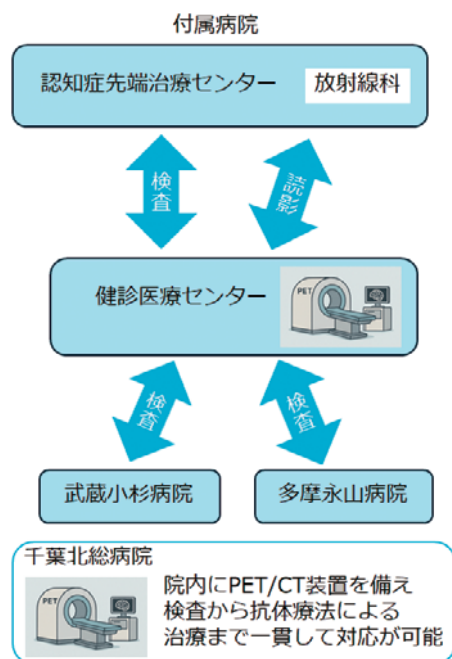 付属病院
認知症先端治療センター 放射線科
検査 読影
健診医療センター PET
検査 検査
武蔵小杉病院 多摩永山病院
千葉北総病院
PET
院内にPET/CT装置を備え
検査から抗体療法による
治療まで一貫して対応が可能